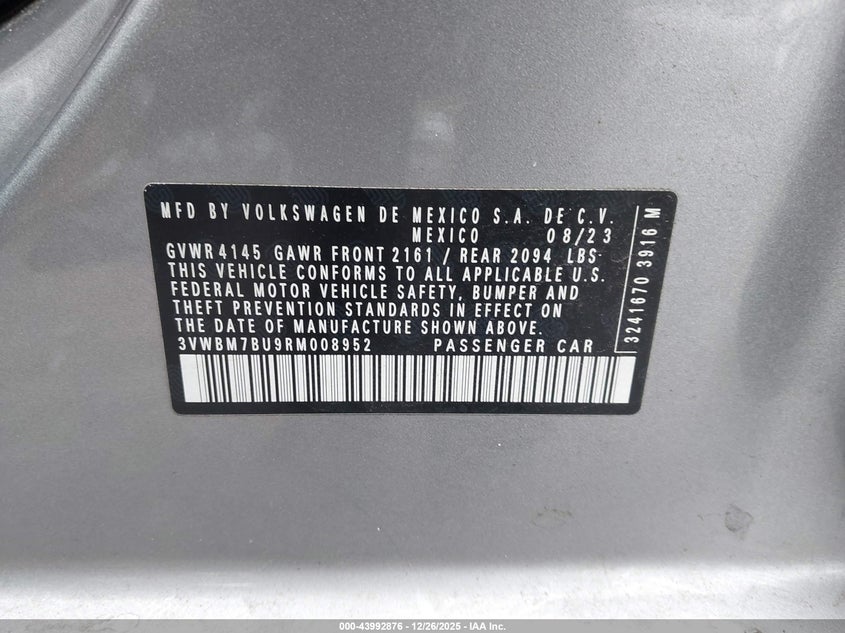 MFD BY VOLKSWAGEN DE MEXICO S.A. DE C.V.
MEXICO 08/23
GVWR 4145 GAWR FRONT 2161 / REAR 2094 LBS
THIS VEHICLE CONFORMS TO ALL APPLICABLE U.S.
FEDERAL MOTOR VEHICLE SAFETY, BUMPER AND
THEFT PREVENTION STANDARDS IN EFFECT ON
THE DATE OF MANUFACTURE SHOWN ABOVE.
3VWBM7BU9RM008952 PASSENGER CAR
3241670 3916 M
000-43992876 - 12/26/2025 - IAA Inc.